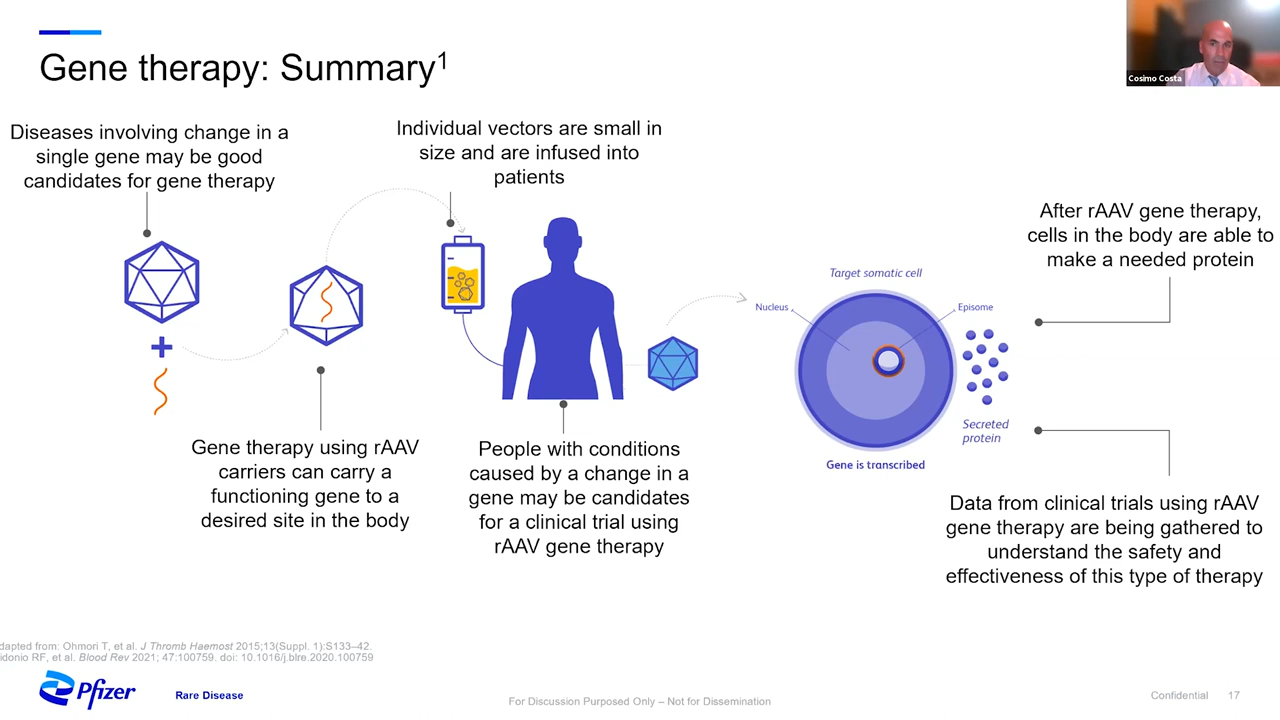 Gene therapy: Summary1
Cosimo Costa
Diseases involving change in a
single gene may be good
candidates for gene therapy
Individual vectors are small in
size and are infused into
patients
After rAAV gene therapy,
cells in the body are able to
make a needed protein
Target somatic cell
Nucleus
Episome
Secreted
protein
Gene is transcribed
Gene therapy using rAAV
carriers can carry a
functioning gene to a
desired site in the body
People with conditions
caused by a change in a
gene may be candidates
for a clinical trial using
rAAV gene therapy
Data from clinical trials using rAAV
gene therapy are being gathered to
understand the safety and
effectiveness of this type of therapy
dapted from: Ohmori T, et al. J Thromb Haemost 2015;13(Suppl. 1):S133–42.
idonio RF, et al. Blood Rev 2021; 47:100759. doi: 10.1016/j.blre.2020.100759
Pfizer
Rare Disease
For Discussion Purposed Only – Not for Dissemination
Confidential 17